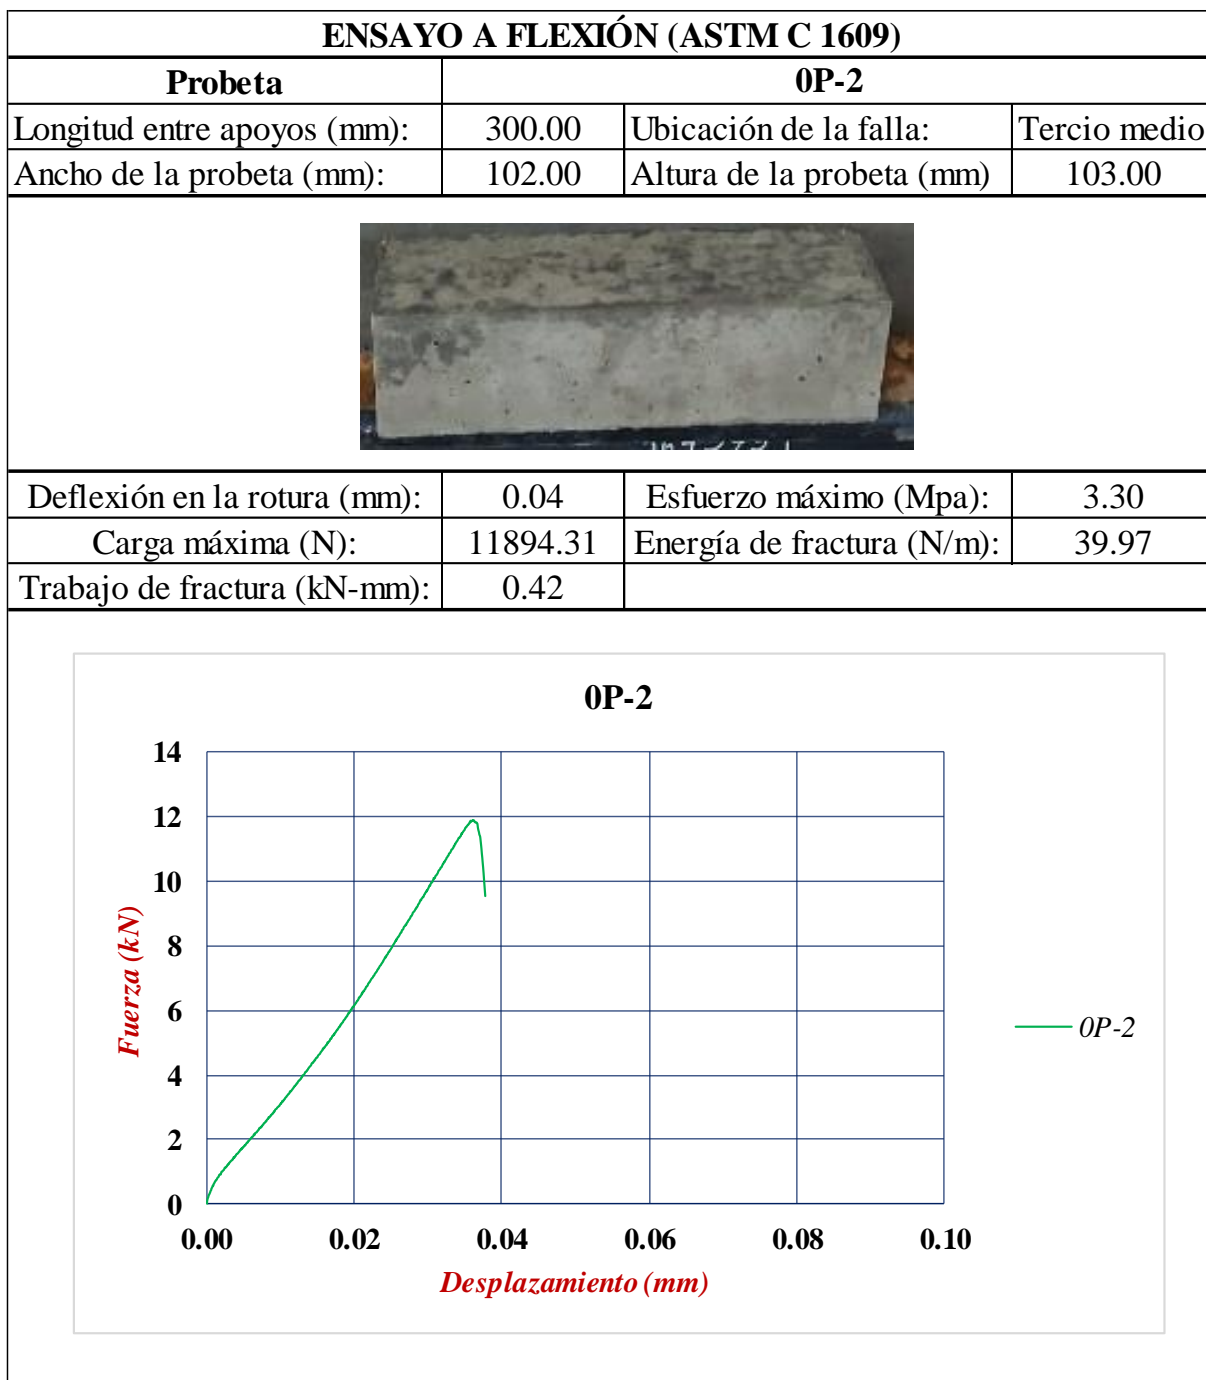 ENSAYO A FLEXIÓN (ASTM C 1609)
Probeta 0P-2
Longitud entre apoyos (mm): 300.00 Ubicación de la falla: Tercio medio
Ancho de la probeta (mm): 102.00 Altura de la probeta (mm) 103.00
Deflexión en la rotura (mm): 0.04 Esfuerzo máximo (Mpa): 3.30
Carga máxima (N): 11894.31 Energía de fractura (N/m): 39.97
Trabajo de fractura (kN-mm): 0.42
0P-2
14
12
10
8
6
4
2
0
Fuerza (kN)
0.00 0.02 0.04 0.06 0.08 0.10
Desplazamiento (mm)
0P-2